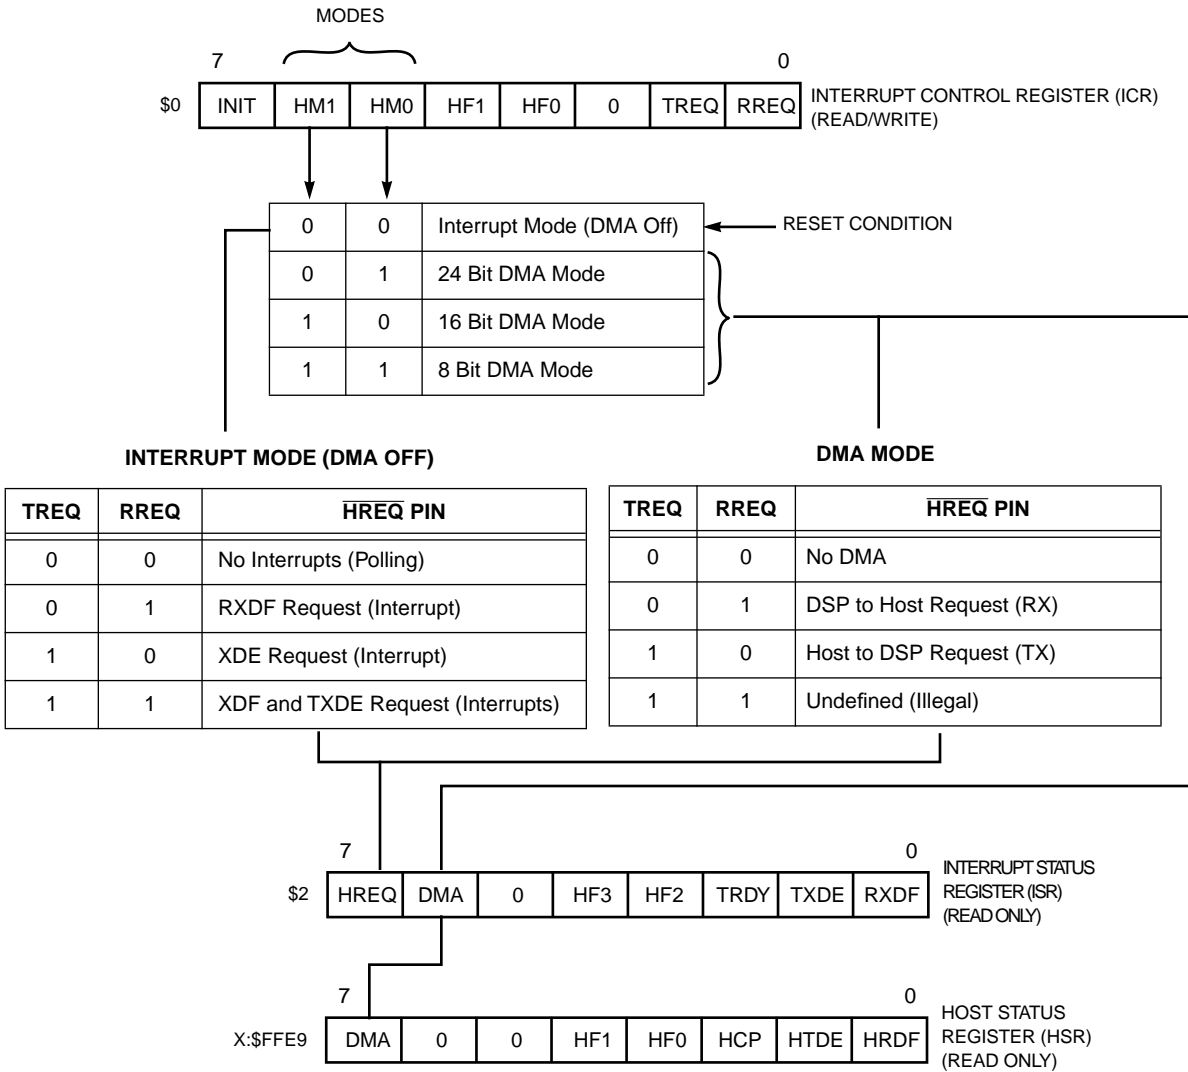 MODES
7 0
$0 INIT HM1 HM0 HF1 HF0 0 TREQ RREQ INTERRUPT CONTROL REGISTER (ICR)
(READ/WRITE)
0 0 Interrupt Mode (DMA Off) RESET CONDITION
0 1 24 Bit DMA Mode
1 0 16 Bit DMA Mode
1 1 8 Bit DMA Mode
INTERRUPT MODE (DMA OFF)
TREQ RREQ HREQ PIN
0 0 No Interrupts (Polling)
0 1 RXDF Request (Interrupt)
1 0 XDE Request (Interrupt)
1 1 XDF and TXDE Request (Interrupts)
DMA MODE
TREQ RREQ HREQ PIN
0 0 No DMA
0 1 DSP to Host Request (RX)
1 0 Host to DSP Request (TX)
1 1 Undefined (Illegal)
7 0
$2 HREQ DMA 0 HF3 HF2 TRDY TXDE RXDF
INTERRUPT STATUS
REGISTER (ISR)
(READ ONLY)
7 0
X:$FFE9 DMA 0 0 HF1 HF0 HCP HTDE HRDF
HOST STATUS
REGISTER (HSR)
(READ ONLY)